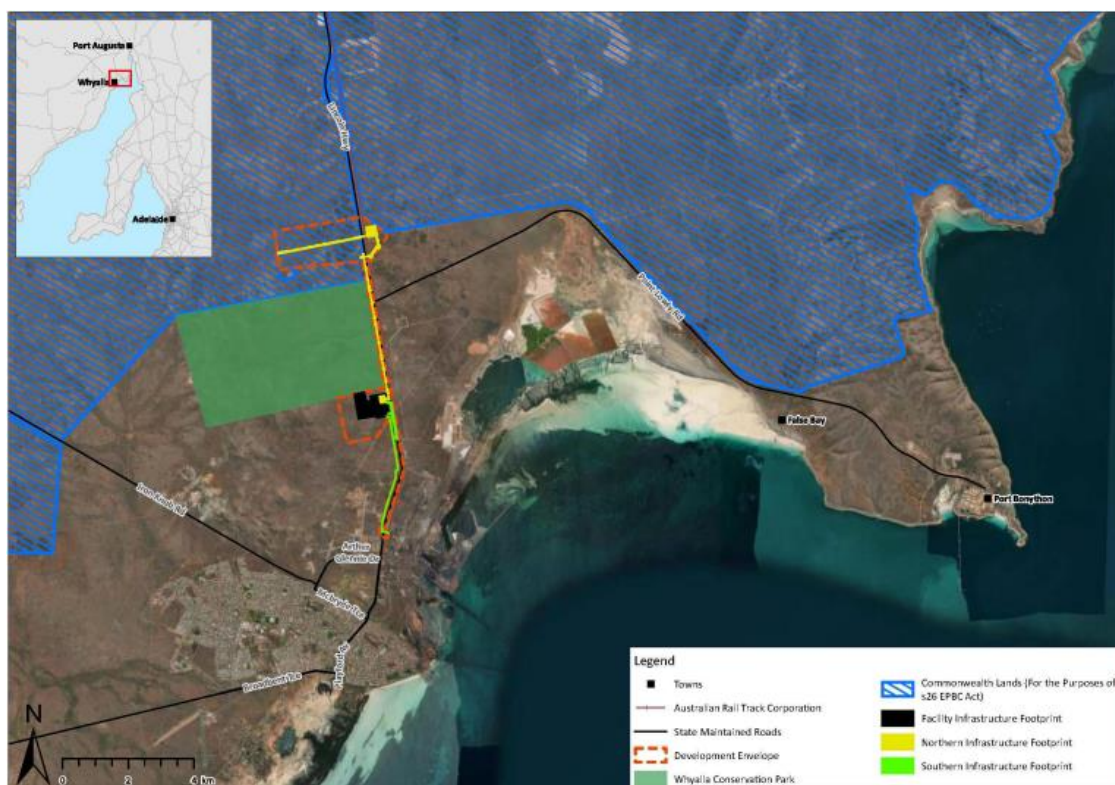 Port Augusta
Whyalla
Adelaide
Lincoln Hwy
Point Lowly Rd
False Bay
Port Bonython
Iron Knob Rd
Arthur
Glennie Dr
McBryde Tce
Playford Av
Broadbent Tce
N
0 2 4 km
Legend
Towns
Australian Rail Track Corporation
State Maintained Roads
Development Envelope
Whyalla Conservation Park
Commonwealth Lands (For the Purposes of
s26 EPBC Act)
Facility Infrastructure Footprint
Northern Infrastructure Footprint
Southern Infrastructure Footprint